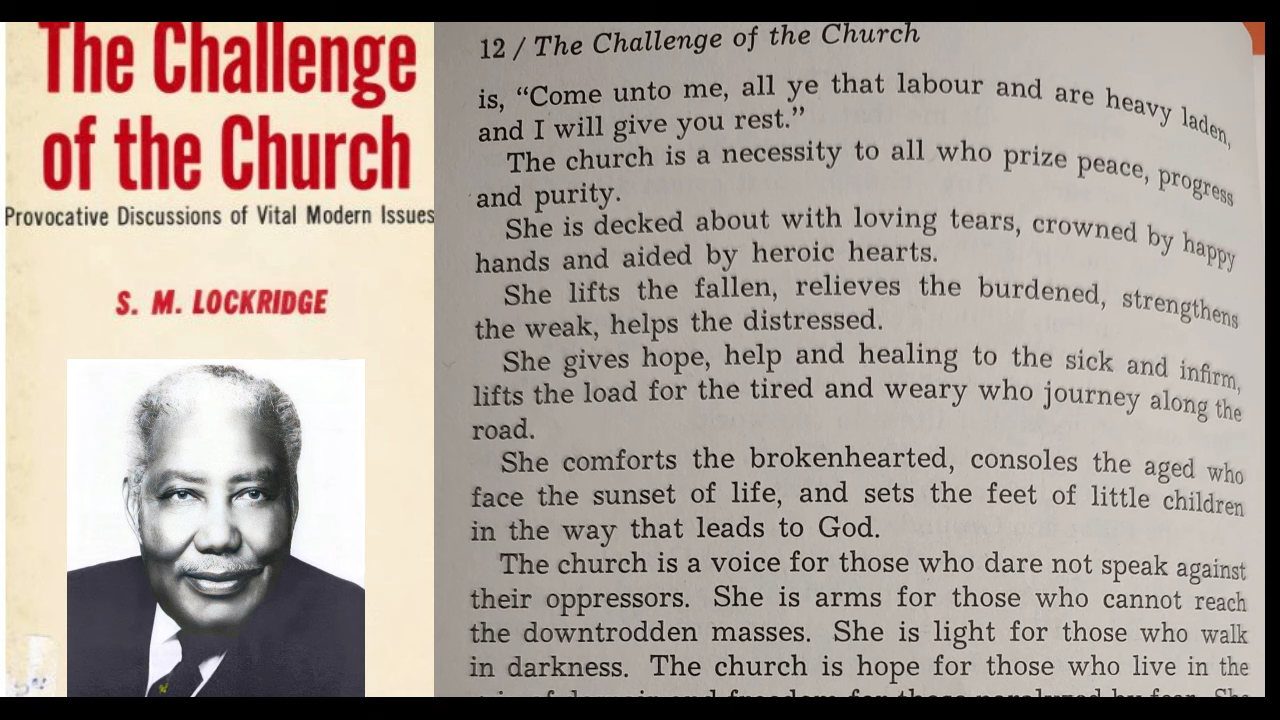 The Challenge
of the Church
Provocative Discussions of Vital Modern Issues
S. M. LOCKRIDGE
12 / The Challenge of the Church
is, “Come unto me, all ye that labour and are heavy laden,
and I will give you rest.”
The church is a necessity to all who prize peace, progress
and purity.
She is decked about with loving tears, crowned by happy
hands and aided by heroic hearts.
She lifts the fallen, relieves the burdened, strengthens
the weak, helps the distressed.
She gives hope, help and healing to the sick and infirm,
lifts the load for the tired and weary who journey along the
road.
She comforts the brokenhearted, consoles the aged who
face the sunset of life, and sets the feet of little children
in the way that leads to God.
The church is a voice for those who dare not speak against
their oppressors. She is arms for those who cannot reach
the downtrodden masses. She is light for those who walk
in darkness. The church is hope for those who live in the
and freedom for those paralyzed by fear. She